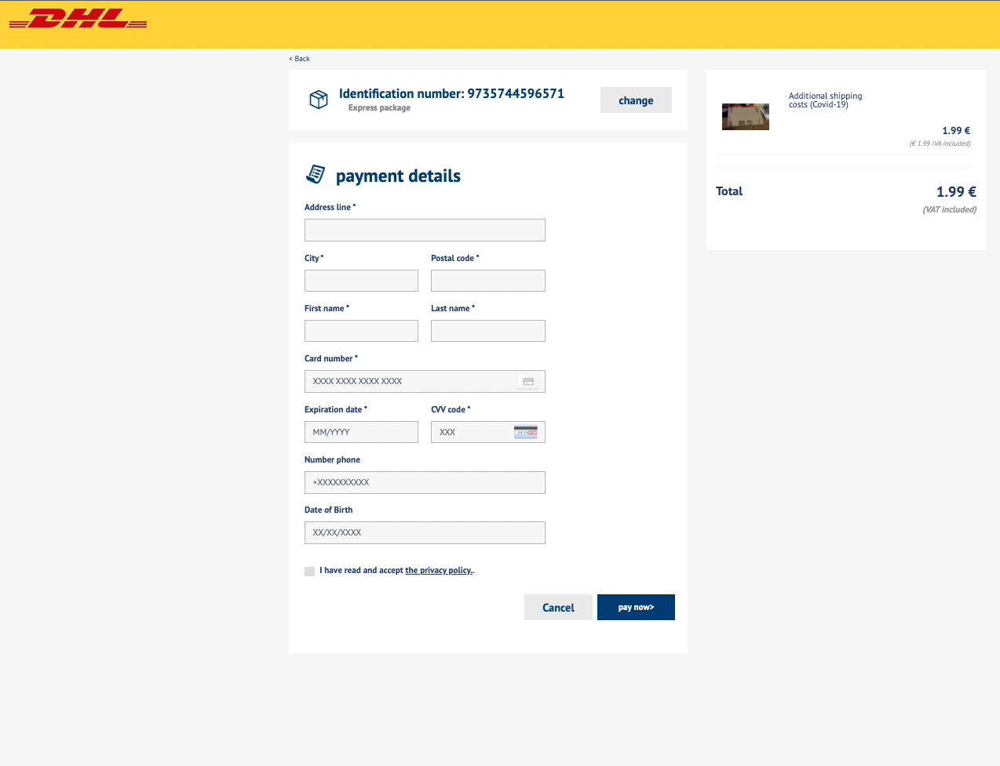 DHL
< Back
Identification number: 9735744596571
Express package
change
payment details
Address line *
City *
Postal code *
First name *
Last name *
Card number *
XXXX XXXX XXXX XXXX
Expiration date *
CVV code *
MM/YYYY
XXX
Number phone
+XXXXXXXXXX
Date of Birth
XX/XX/XXXX
I have read and accept the privacy policy..
Cancel
pay now>
Additional shipping
costs (Covid-19)
1.99 €
(€ 1.99 IVA included)
Total
1.99 €
(VAT included)